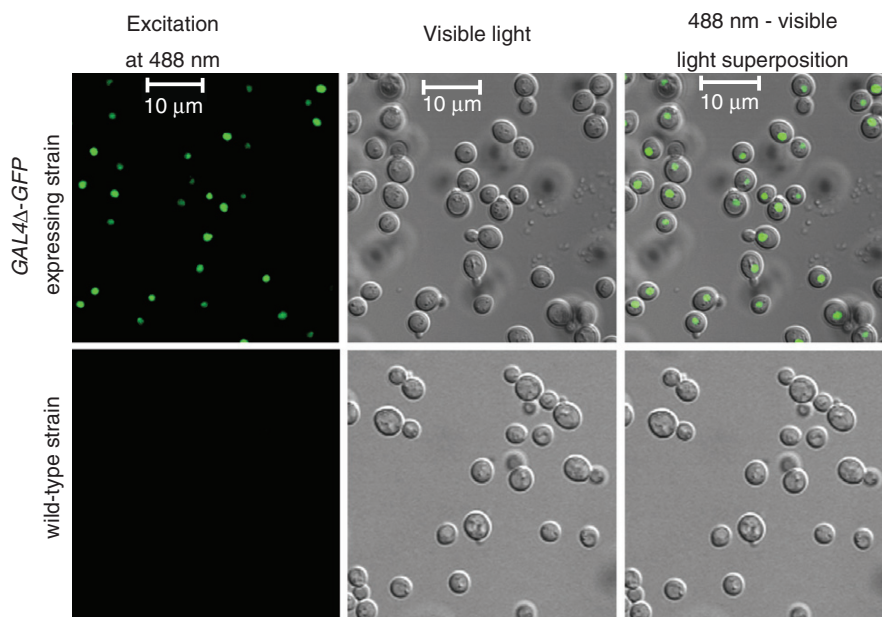 Excitation
at 488 nm
Visible light
488 nm - visible
light superposition
10 µm
10 µm
10 µm
GAL4Δ-GFP
expressing strain
wild-type strain